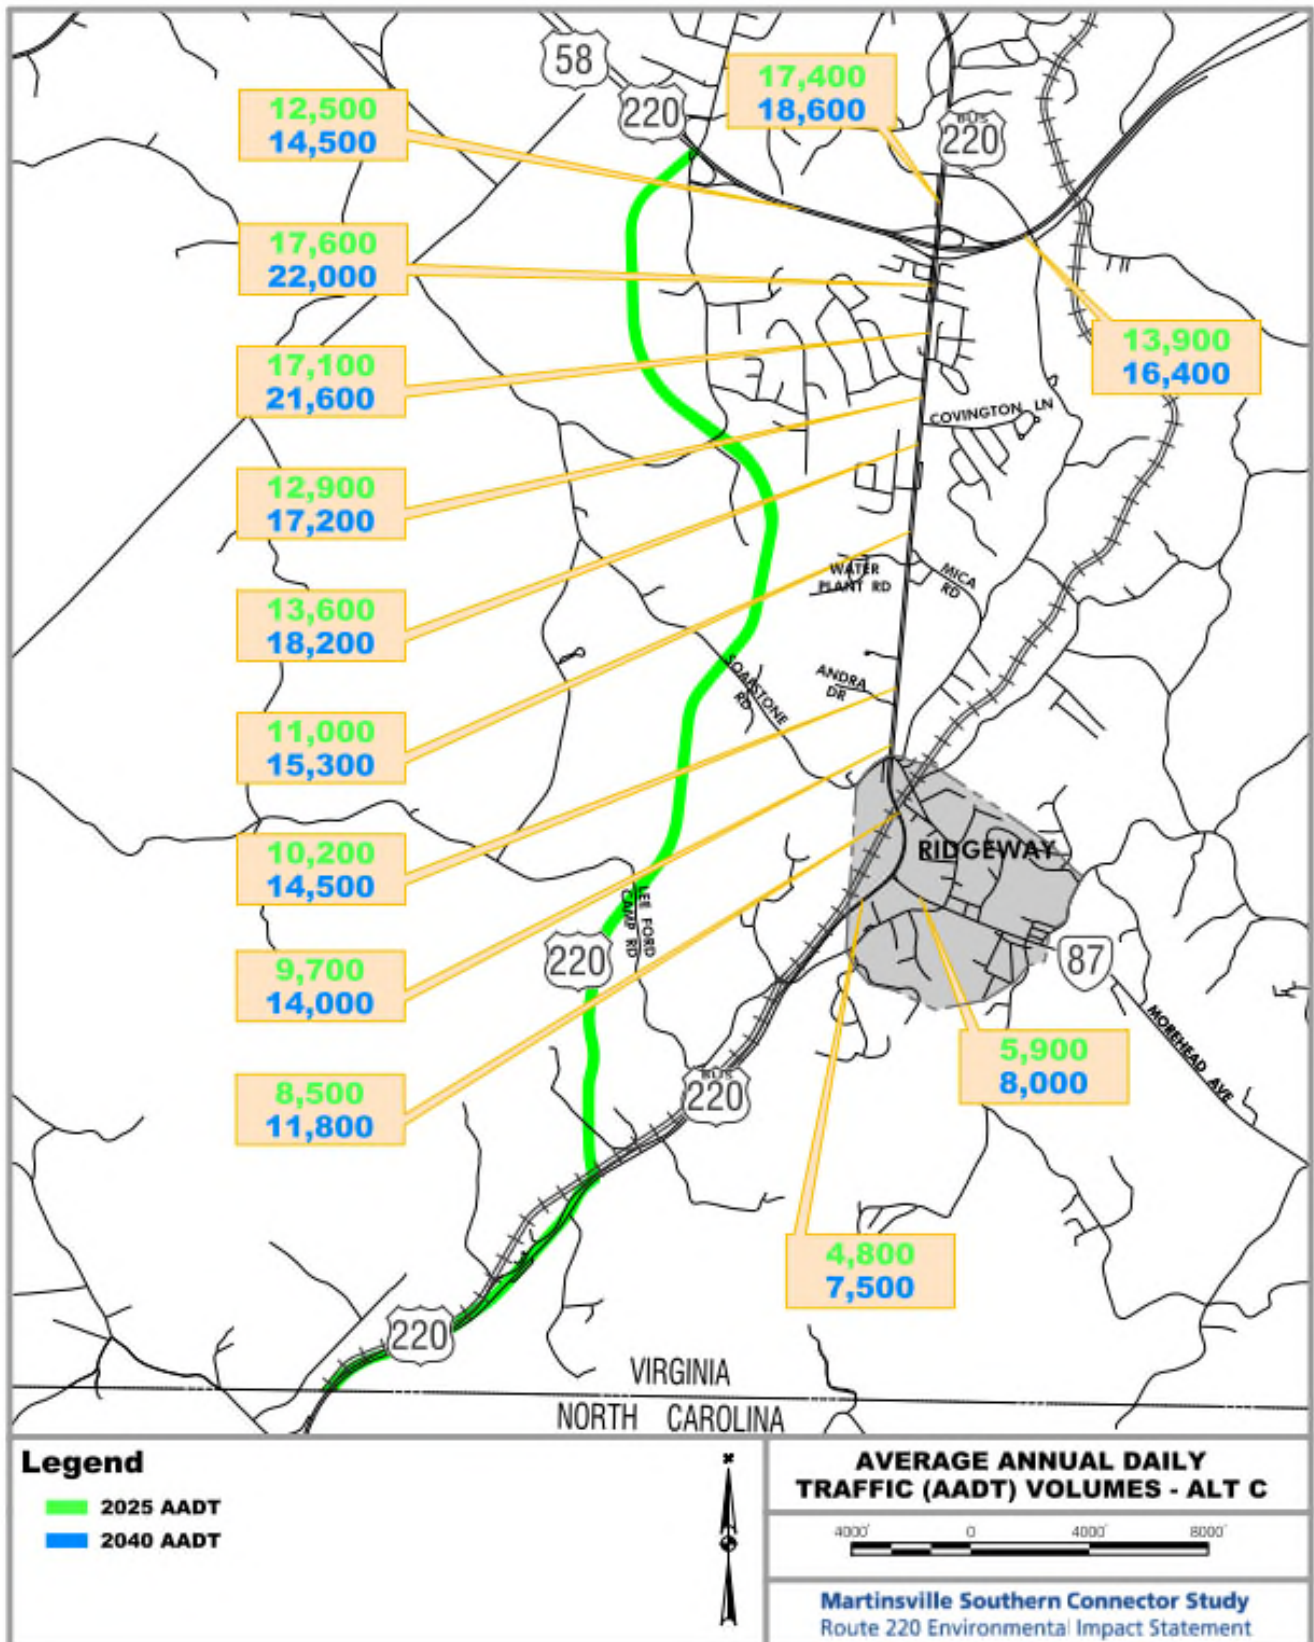 58
220
17,400
18,600
BUS
220
12,500
14,500
17,600
22,000
13,900
16,400
17,100
21,600
COVINGTON LN
12,900
17,200
WATER
PLANT RD
MICA
RD
13,600
18,200
SOAPSTONE
RD
ANDRA
DR
11,000
15,300
10,200
14,500
RIDGEWAY
LEE FORD
CAMP RD
220
87
9,700
14,000
MOREHEAD AVE
5,900
8,000
8,500
11,800
BUS
220
4,800
7,500
220
VIRGINIA
NORTH CAROLINA
Legend
2025 AADT
2040 AADT
AVERAGE ANNUAL DAILY
TRAFFIC (AADT) VOLUMES - ALT C
4000' 0 4000' 8000'
Martinsville Southern Connector Study
Route 220 Environmental Impact Statement